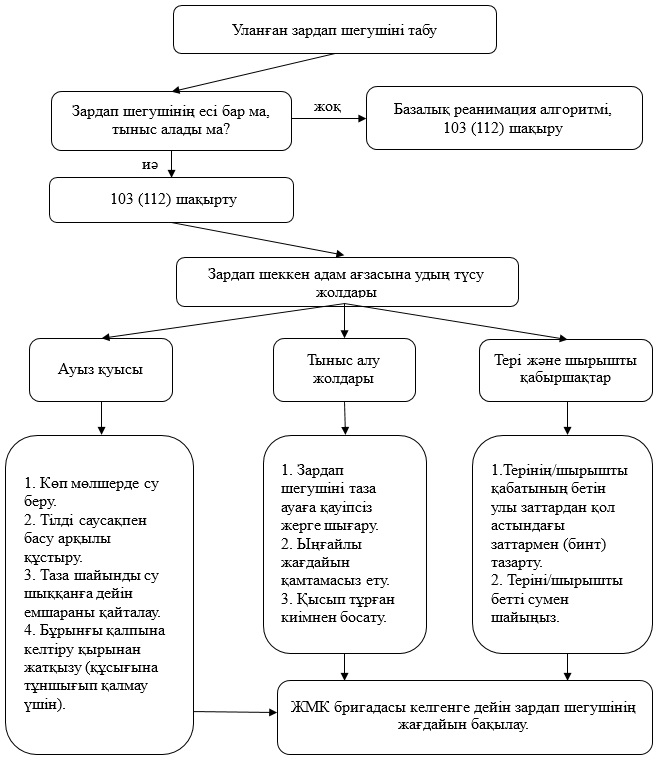 Уланған зардап шегушіні табу
Зардап шегушінің есі бар ма,
тыныс алады ма?
жоқ
Базалық реанимация алгоритмі,
103 (112) шақыру
иә
103 (112) шақырту
Зардап шеккен адам ағзасына удың түсу
жолдары
Ауыз қуысы
Тыныс алу
жолдары
Тері және шырышты
қабыршақтар
1. Көп мөлшерде су
беру.
2. Тілді саусақпен
басу арқылы
құстыру.
3. Таза шайынды су
шыққанға дейін
емшараны қайталау.
4. Бұрынғы қалпына
келтіру қырынан
жатқызу (құсығына
тұншығып қалмау
үшін).
1. Зардап
шегушіні таза
ауаға қауіпсіз
жерге шығару.
2. Ыңғайлы
жағдайын
қамтамасыз ету.
3. Қысып тұрған
киімнен босату.
1.Терінің/шырышты
қабатының бетін
улы заттардан қол
астындағы
заттармен (бинт)
тазарту.
2. Теріні/шырышты
бетті сумен
шайыңыз.
ЖМК бригадасы келгенге дейін зардап шегушінің
жағдайын бақылау.